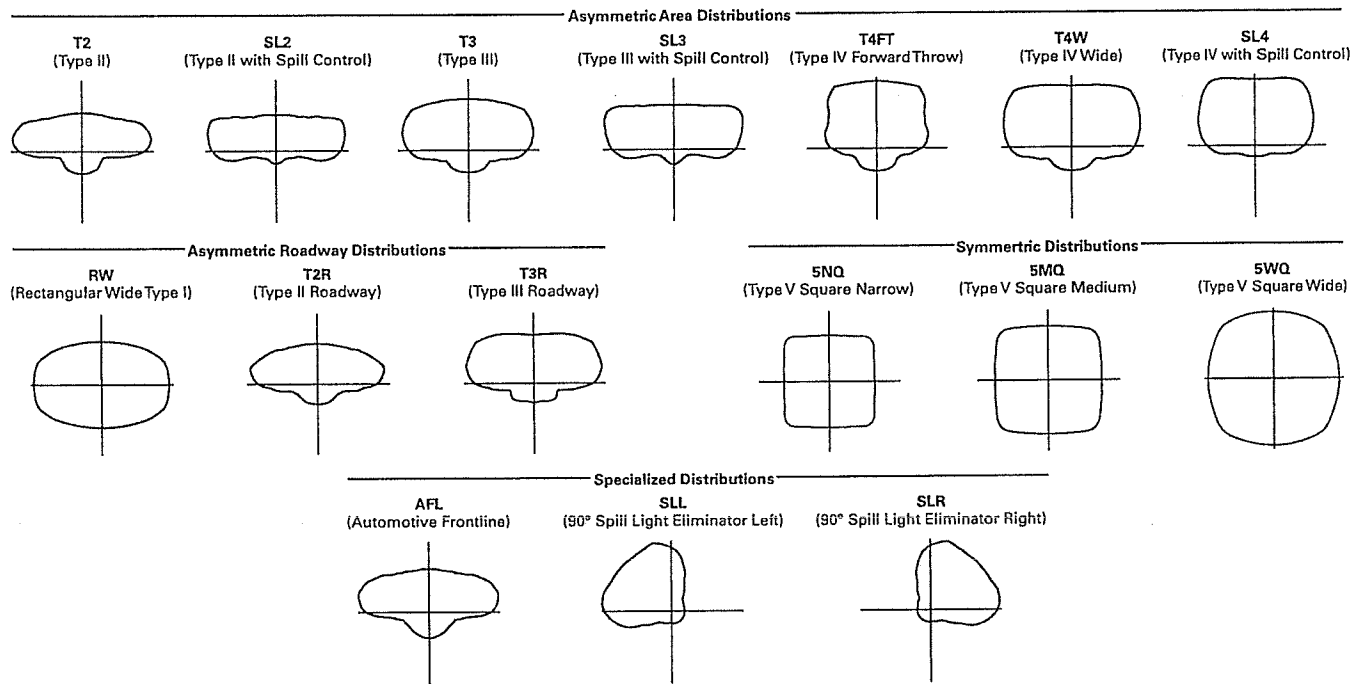 Asymmetric Area Distributions
T2
(Type II)
SL2
(Type II with Spill Control)
T3
(Type III)
SL3
(Type III with Spill Control)
T4FT
(Type IV Forward Throw)
T4W
(Type IV Wide)
SL4
(Type IV with Spill Control)
Asymmetric Roadway Distributions
RW
(Rectangular Wide Type I)
T2R
(Type II Roadway)
T3R
(Type III Roadway)
Symmertric Distributions
5NQ
(Type V Square Narrow)
5MQ
(Type V Square Medium)
5WQ
(Type V Square Wide)
Specialized Distributions
AFL
(Automotive Frontline)
SLL
(90° Spill Light Eliminator Left)
SLR
(90° Spill Light Eliminator Right)